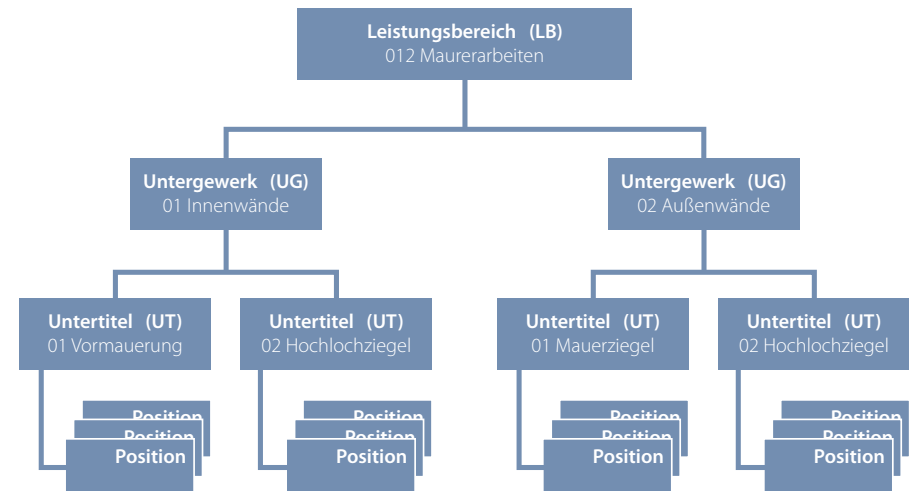 Leistungsbereich (LB)
012 Maurerarbeiten
Untergewerk (UG)
01 Innenwände
Untergewerk (UG)
02 Außenwände
Untertitel (UT)
01 Vormauerung
Untertitel (UT)
02 Hochlochziegel
Untertitel (UT)
01 Mauerziegel
Untertitel (UT)
02 Hochlochziegel
Position
Position
Position
Position
Position
Position
Position
Position
Position
Position
Position
Position